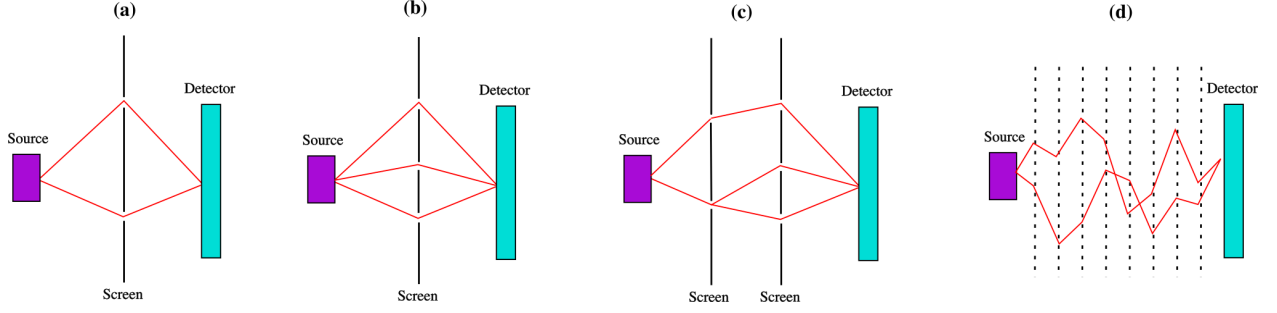 (a)
Source
Detector
Screen
(b)
Source
Detector
Screen
(c)
Source
Detector
Screen
Screen
(d)
Source
Detector